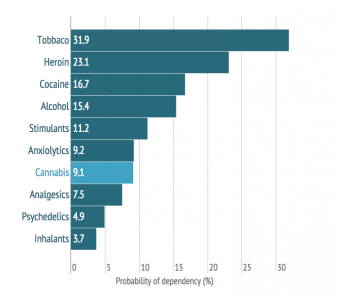 Tobbaco 31.9
Heroin 23.1
Cocaine 16.7
Alcohol 15.4
Stimulants 11.2
Anxiolytics 9.2
Cannabis 9.1
Analgesics 7.5
Psychedelics 4.9
Inhalants 3.7
0 5 10 15 20 25 30
Probability of dependency (%)